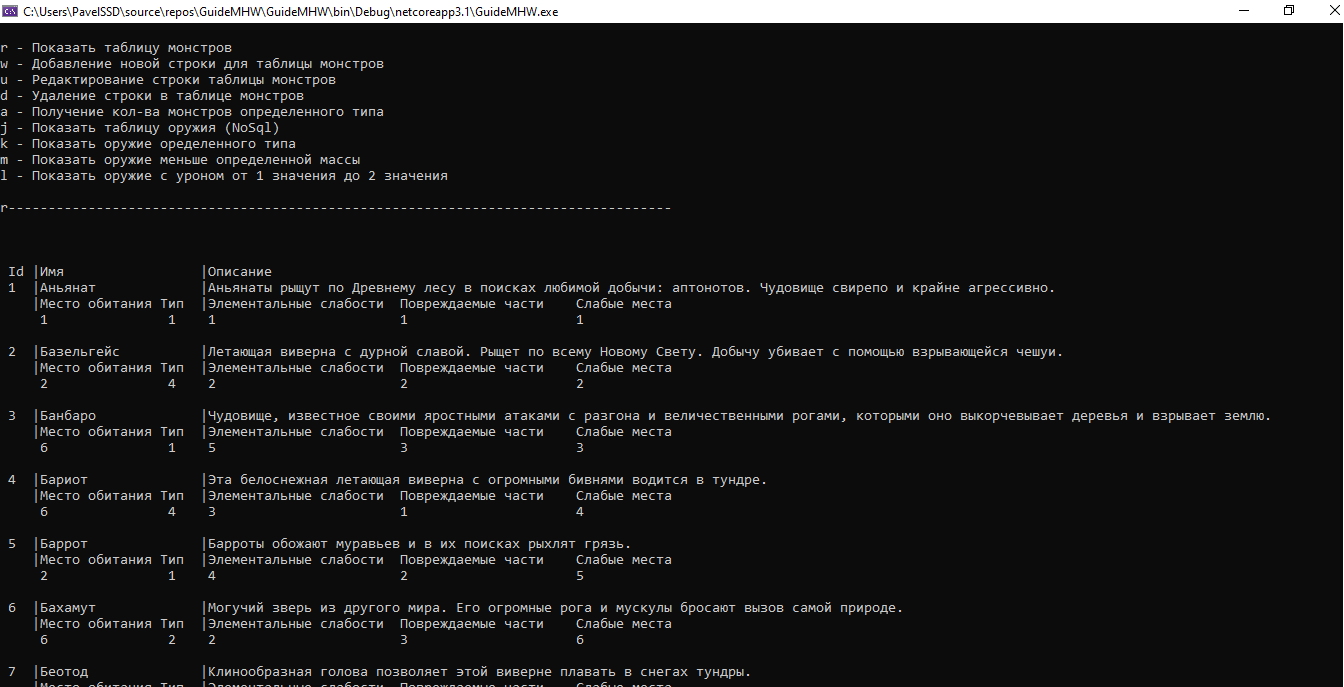 C:\Users\PavelSSD\source\repos\GuideMHW\GuideMHW\bin\Debug\netcoreapp3.1\GuideMHW.exe
r - Показать таблицу монстров
w - Добавление новой строки для таблицы монстров
u - Редактирование строки таблицы монстров
d - Удаление строки в таблице монстров
a - Получение кол-ва монстров определенного типа
j - Показать таблицу оружия (NoSql)
k - Показать оружие оределенного типа
m - Показать оружие меньше определенной массы
l - Показать оружие с уроном от 1 значения до 2 значения
r-----------------------------------------------------------------------------------
Id |Имя |Описание
1 |Аньянат |Аньянаты рыщут по Древнему лесу в поисках любимой добычи: аптонотов. Чудовище свирепо и крайне агрессивно.
|Место обитания Тип |Элементальные слабости Повреждаемые части Слабые места
1 1 1 1 1
2 |Базельгейс |Летающая виверна с дурной славой. Рыщет по всему Новому Свету. Добычу убивает с помощью взрывающейся чешуи.
|Место обитания Тип |Элементальные слабости Повреждаемые части Слабые места
2 4 2 2 2
3 |Банбаро |Чудовище, известное своими яростными атаками с разгона и величественными рогами, которыми оно выкорчевывает деревья и взрывает землю.
|Место обитания Тип |Элементальные слабости Повреждаемые части Слабые места
6 1 5 3 3
4 |Бариот |Эта белоснежная летающая виверна с огромными бивнями водится в тундре.
|Место обитания Тип |Элементальные слабости Повреждаемые части Слабые места
6 4 3 1 4
5 |Баррот |Барроты обожают муравьев и в их поисках рыхлят грязь.
|Место обитания Тип |Элементальные слабости Повреждаемые части Слабые места
2 1 4 2 5
6 |Бахамут |Могучий зверь из другого мира. Его огромные рога и мускулы бросают вызов самой природе.
|Место обитания Тип |Элементальные слабости Повреждаемые части Слабые места
6 2 2 3 6
7 |Беотод |Клинообразная голова позволяет этой виверне плавать в снегах тундры.
|Место обитания Тип |Элементальные слабости Повреждаемые части Слабые места